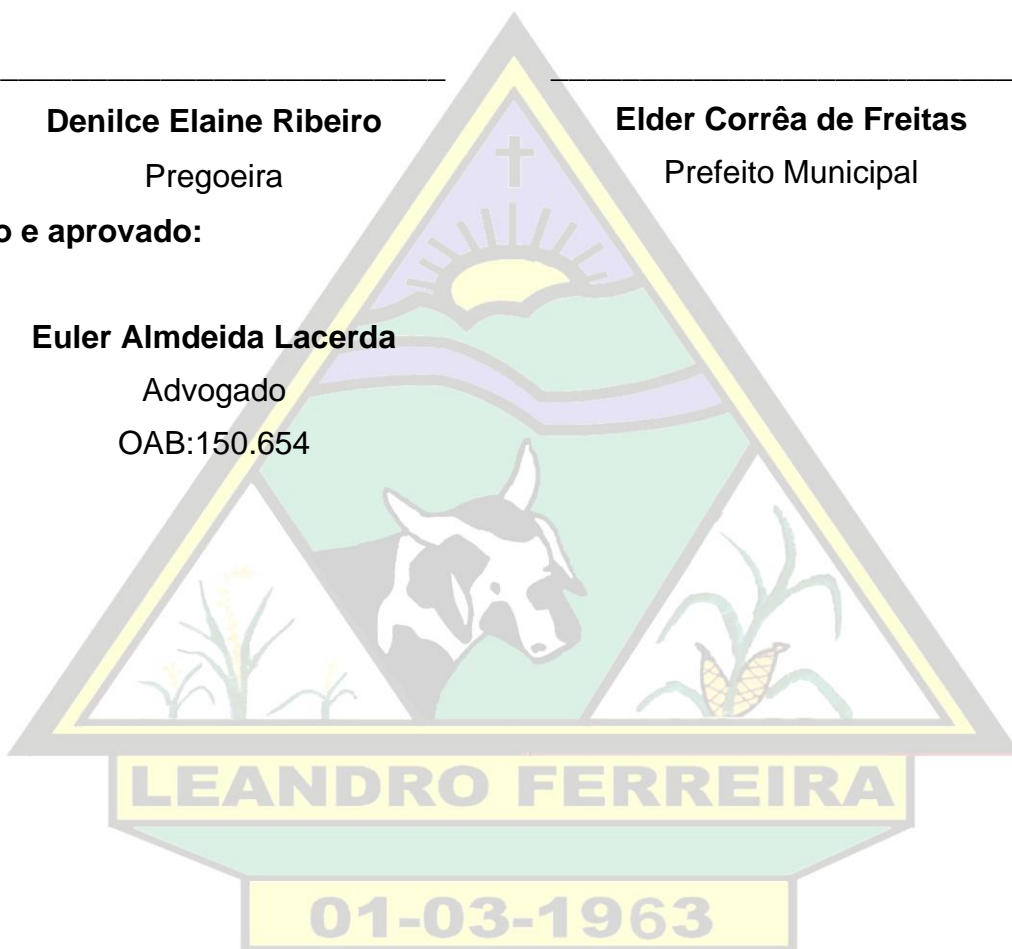 Denilce Elaine Ribeiro
Elder Corrêa de Freitas
Pregoeira
Prefeito Municipal
o e aprovado:
Euler Almdeida Lacerda
Advogado
OAB:150.654
LEANDRO FERREIRA
01-03-1963